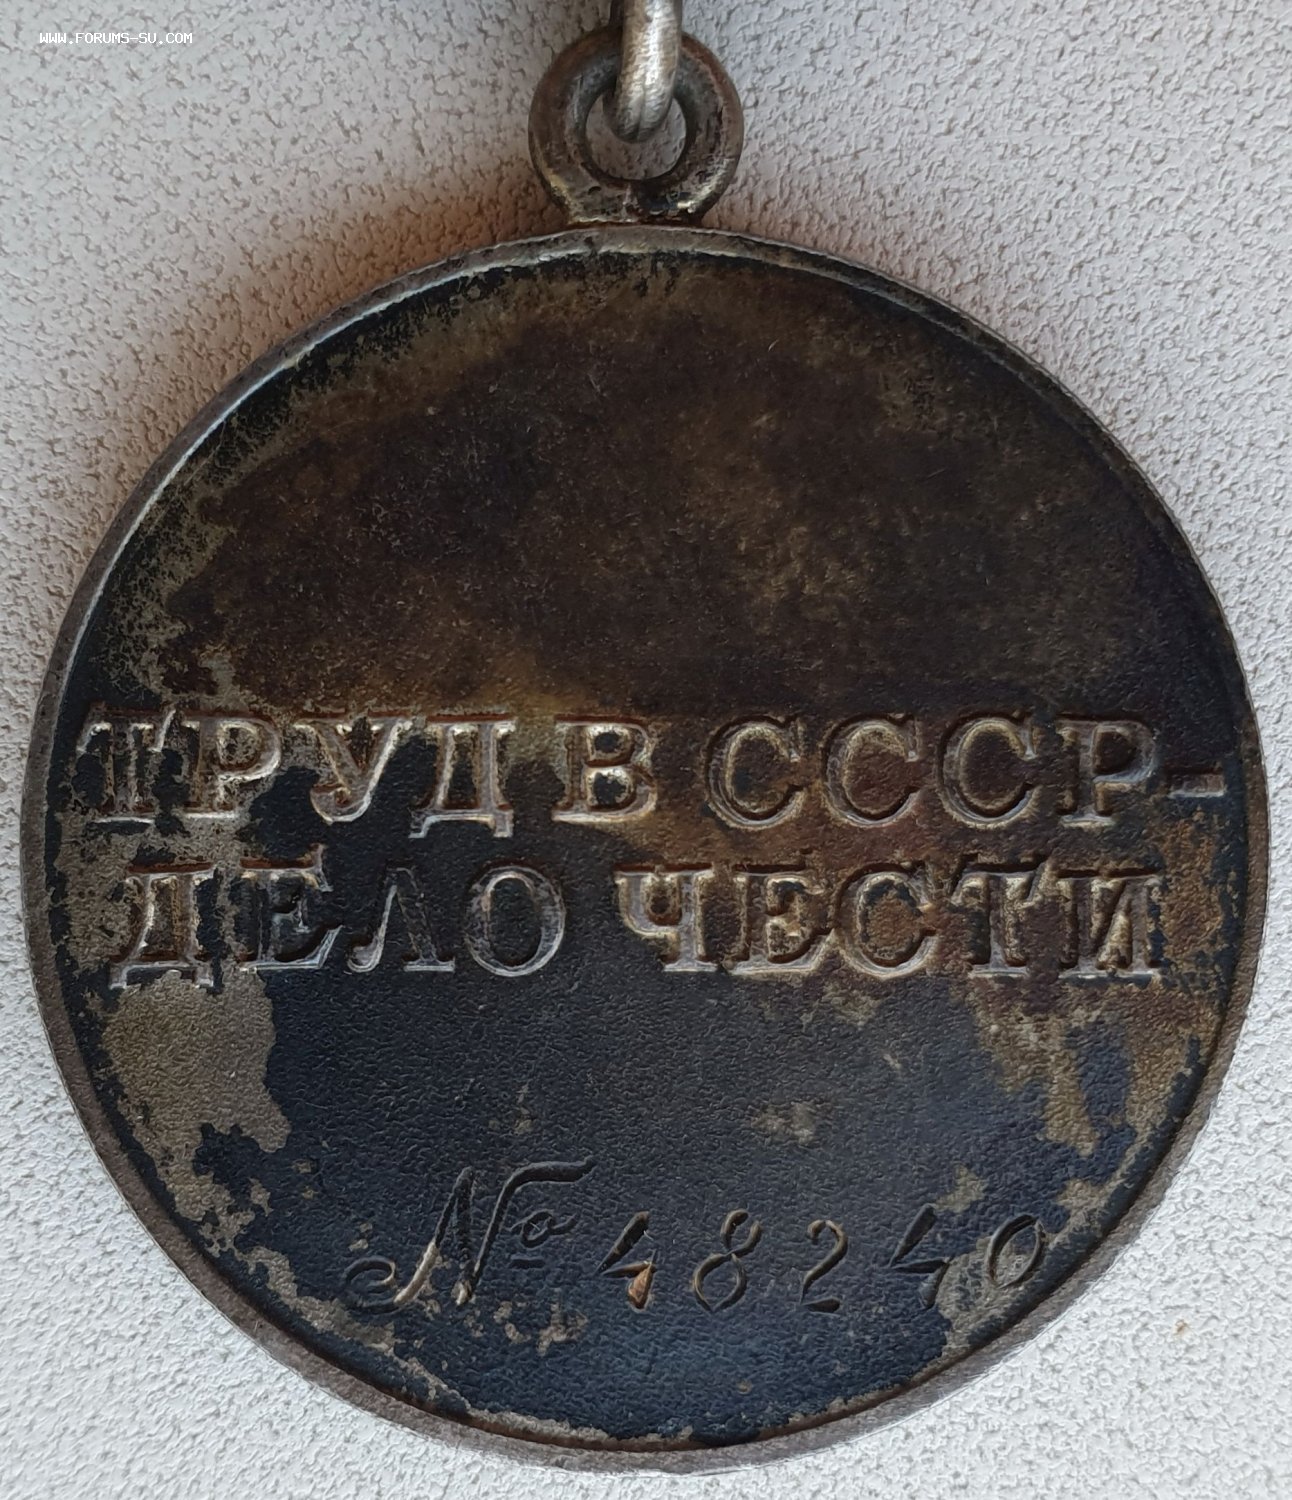 WWW.FORUMS-SU.COM
ТРУД В СССР-
ДЕЛО ЧЕСТИ
№ 48240